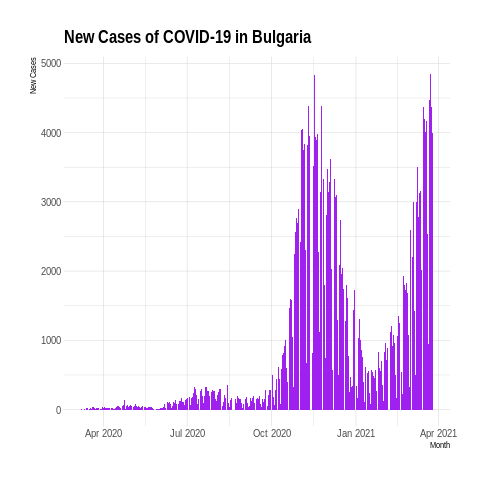 New Cases of COVID-19 in Bulgaria
New Cases
5000
4000
3000
2000
1000
0
Apr 2020 Jul 2020 Oct 2020 Jan 2021 Apr 2021
Month